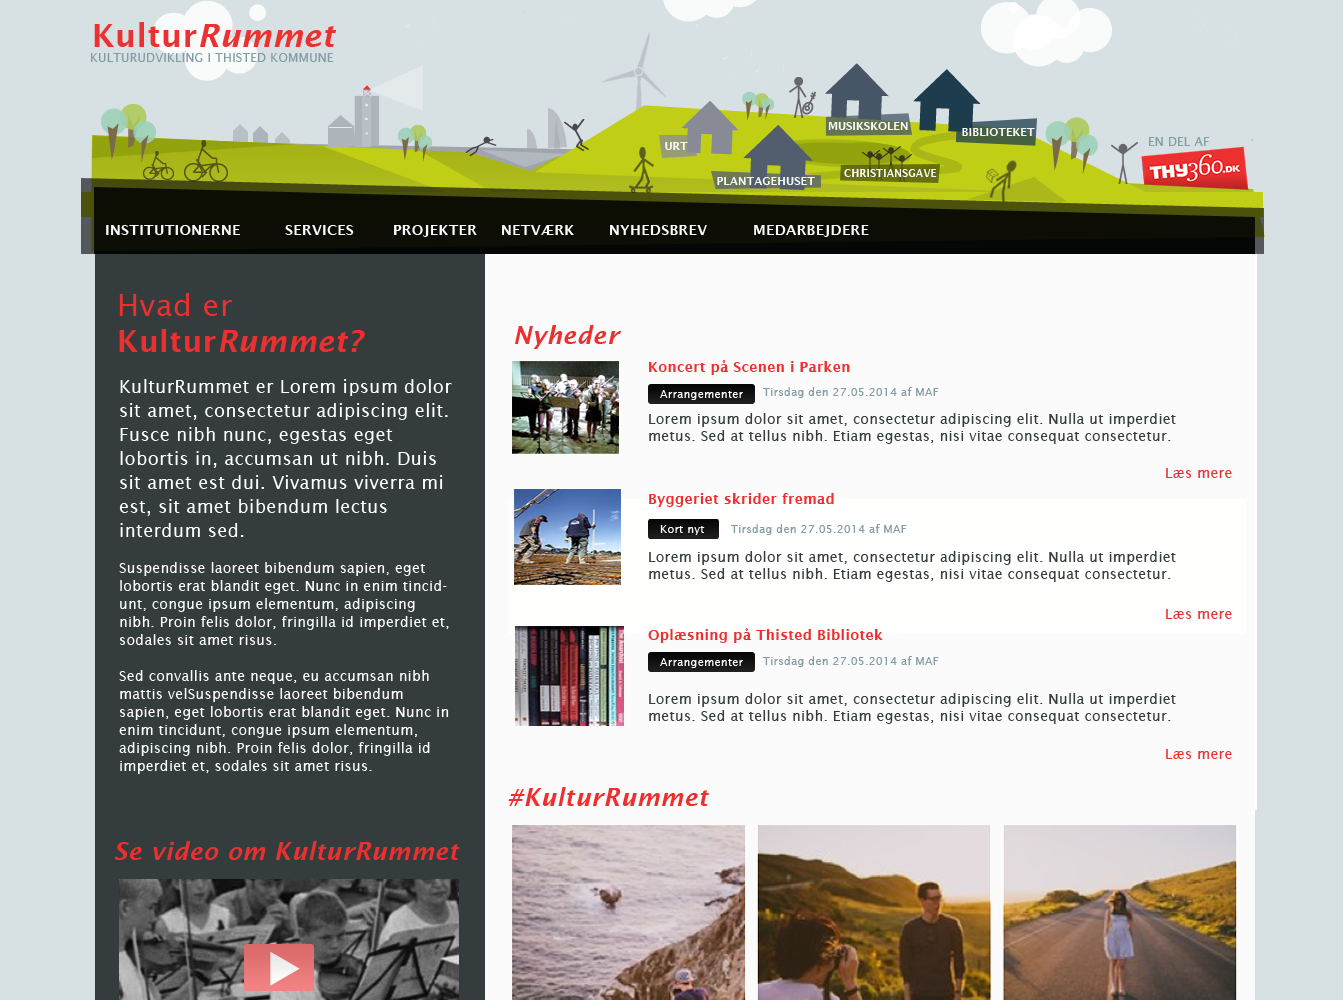 KulturRummet
KULTURUDVIKLING I THISTED KOMMUNE
URT
PLANTAGEHUSET
MUSIKSKOLEN
CHRISTIANSGAVE
BIBLIOTEKET
EN DEL AF
THY360.DK
INSTITUTIONERNE SERVICES PROJEKTER NETVÆRK NYHEDSBREV MEDARBEJDERE
Hvad er
KulturRummet?
KulturRummet er Lorem ipsum dolor
sit amet, consectetur adipiscing elit.
Fusce nibh nunc, egestas eget
lobortis in, accumsan ut nibh. Duis
sit amet est dui. Vivamus viverra mi
est, sit amet bibendum lectus
interdum sed.
Suspendisse laoreet bibendum sapien, eget
lobortis erat blandit eget. Nunc in enim tincid-
unt, congue ipsum elementum, adipiscing
nibh. Proin felis dolor, fringilla id imperdiet et,
sodales sit amet risus.
Sed convallis ante neque, eu accumsan nibh
mattis velSuspendisse laoreet bibendum
sapien, eget lobortis erat blandit eget. Nunc in
enim tincidunt, congue ipsum elementum,
adipiscing nibh. Proin felis dolor, fringilla id
imperdiet et, sodales sit amet risus.
Se video om KulturRummet
Nyheder
Koncert på Scenen i Parken
Arrangementer Tirsdag den 27.05.2014 af MAF
Lorem ipsum dolor sit amet, consectetur adipiscing elit. Nulla ut imperdiet
metus. Sed at tellus nibh. Etiam egestas, nisi vitae consequat consectetur.
Læs mere
Byggeriet skrider fremad
Kort nyt Tirsdag den 27.05.2014 af MAF
Lorem ipsum dolor sit amet, consectetur adipiscing elit. Nulla ut imperdiet
metus. Sed at tellus nibh. Etiam egestas, nisi vitae consequat consectetur.
Læs mere
Oplæsning på Thisted Bibliotek
Arrangementer Tirsdag den 27.05.2014 af MAF
Lorem ipsum dolor sit amet, consectetur adipiscing elit. Nulla ut imperdiet
metus. Sed at tellus nibh. Etiam egestas, nisi vitae consequat consectetur.
Læs mere
#KulturRummet